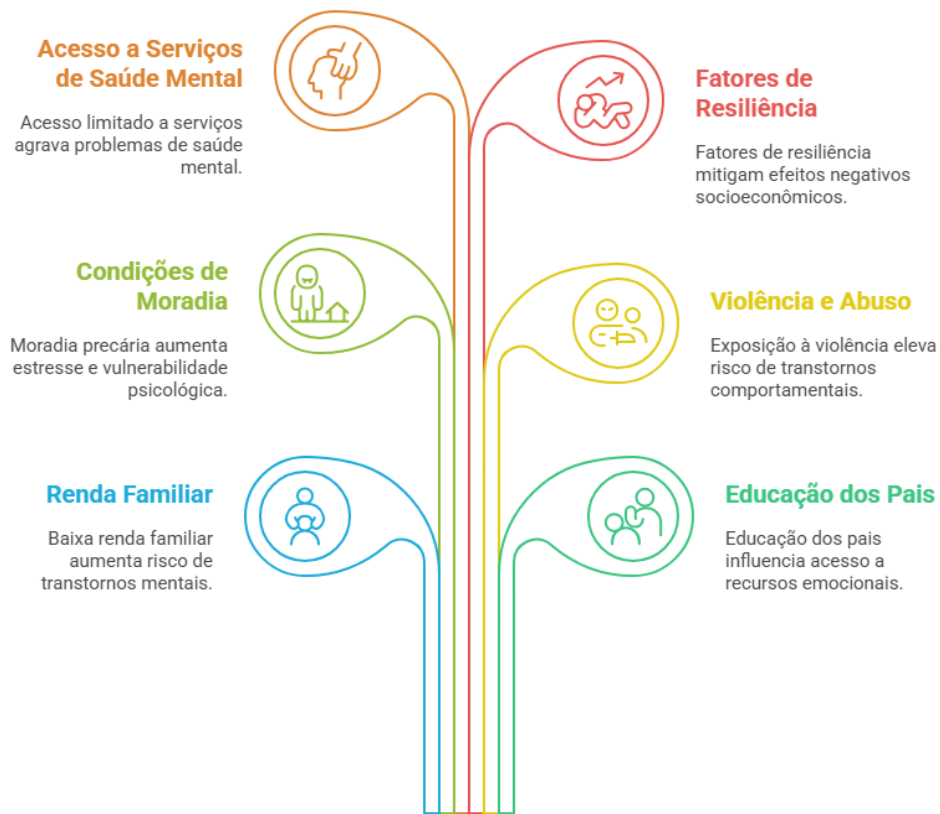 Acesso a Serviços
de Saúde Mental
Acesso limitado a serviços
agrava problemas de saúde
mental.
Fatores de
Resiliência
Fatores de resiliência
mitigam efeitos negativos
socioeconômicos.
Condições de
Moradia
Moradia precária aumenta
estresse e vulnerabilidade
psicológica.
Violência e Abuso
Exposição à violência eleva
risco de transtornos
comportamentais.
Renda Familiar
Baixa renda familiar
aumenta risco de
transtornos mentais.
Educação dos Pais
Educação dos pais
influencia acesso a
recursos emocionais.